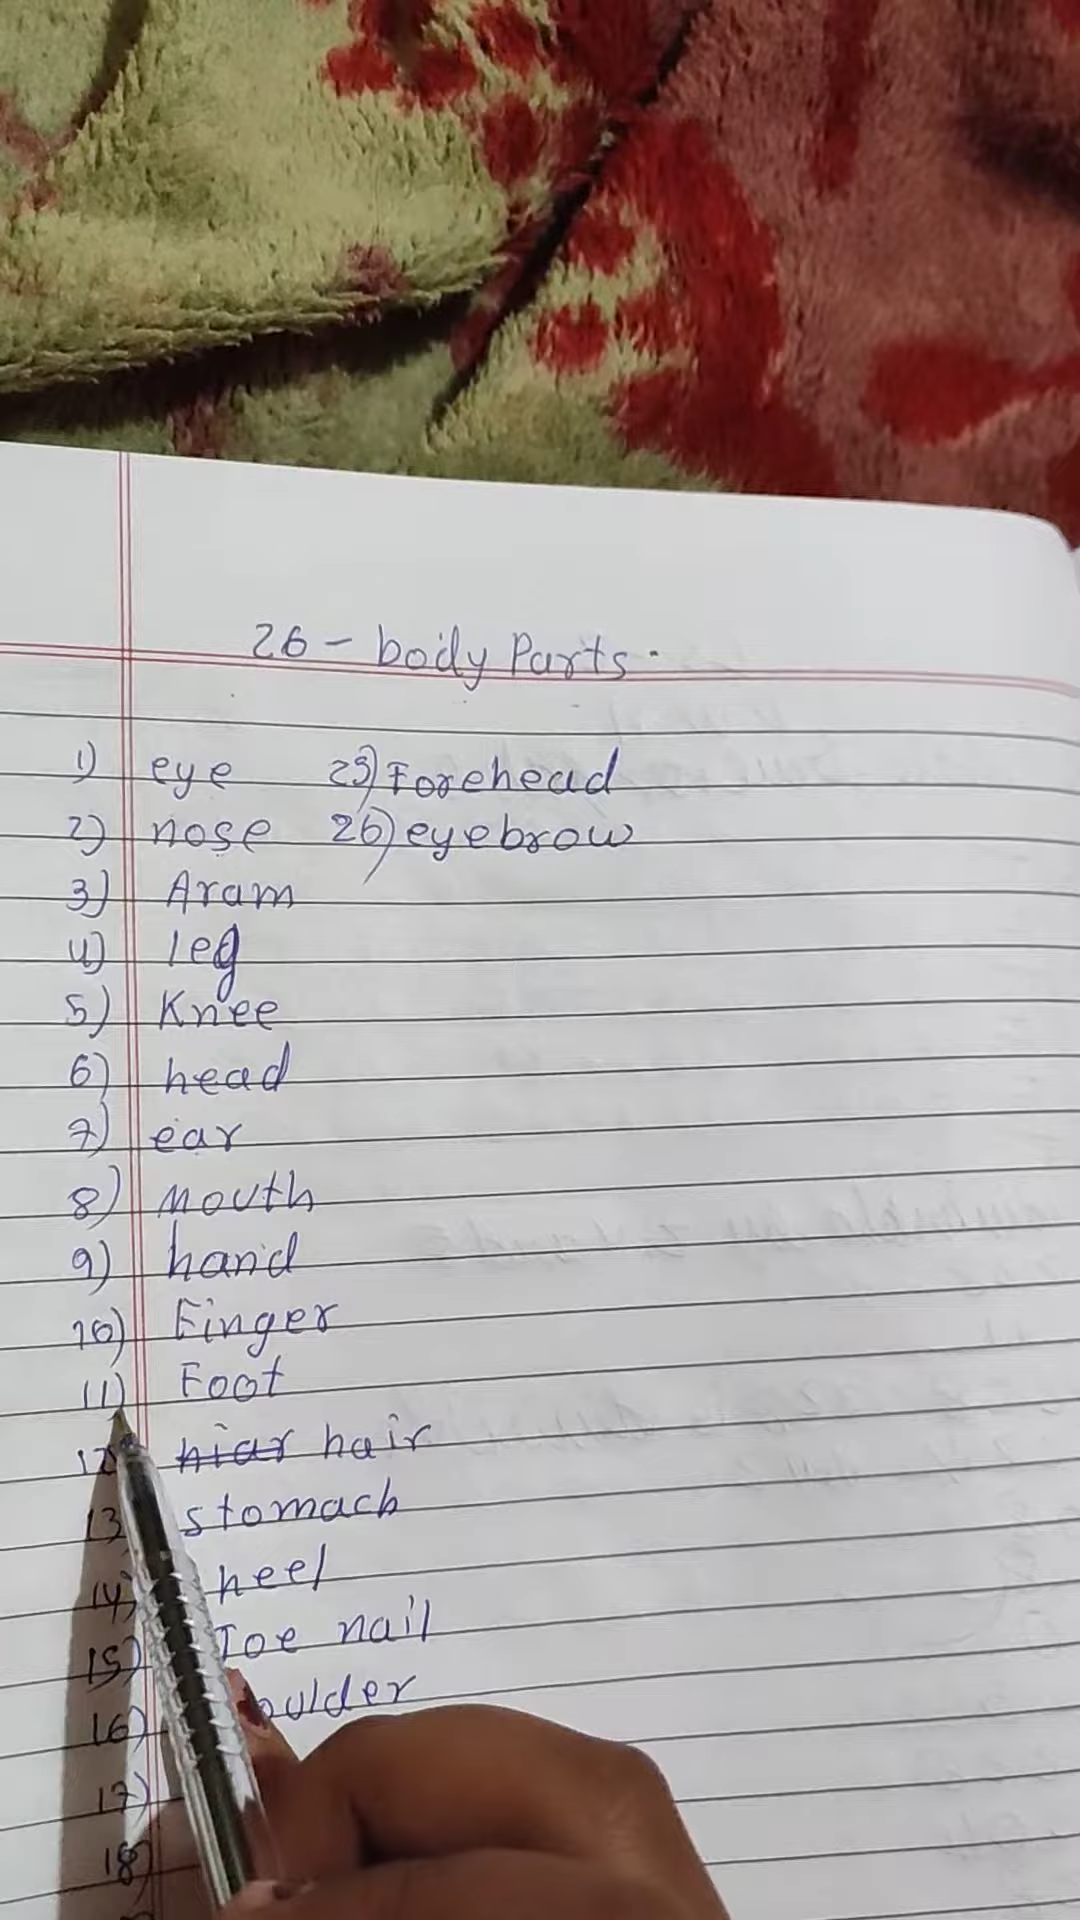 26 - body Parts.
1) eye 25) Forehead
2) nose 26) eyebrow
3) Aram
4) leg
5) Knee
6) head
7) ear
8) Mouth
9) hand
10) Finger
11) Foot
12 hiar hair
13 stomach
14) heel
15) Toe nail
16) oulder
17)
18)